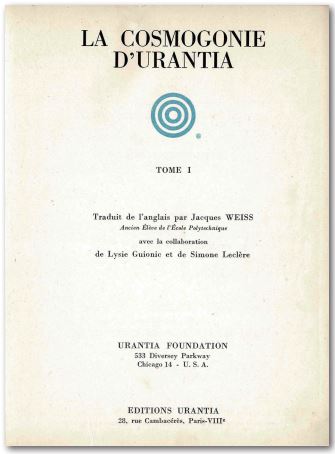 LA COSMOGONIE
D'URANTIA
®
TOME I
Traduit de l'anglais par Jacques WEISS
Ancien Élève de l'École Polytechnique
avec la collaboration
de Lysie Guionic et de Simone Leclère
URANTIA FOUNDATION
533 Diversey Parkway
Chicago 14 - U. S. A.
EDITIONS URANTIA
28, rue Cambacérès, Paris-VIIIe